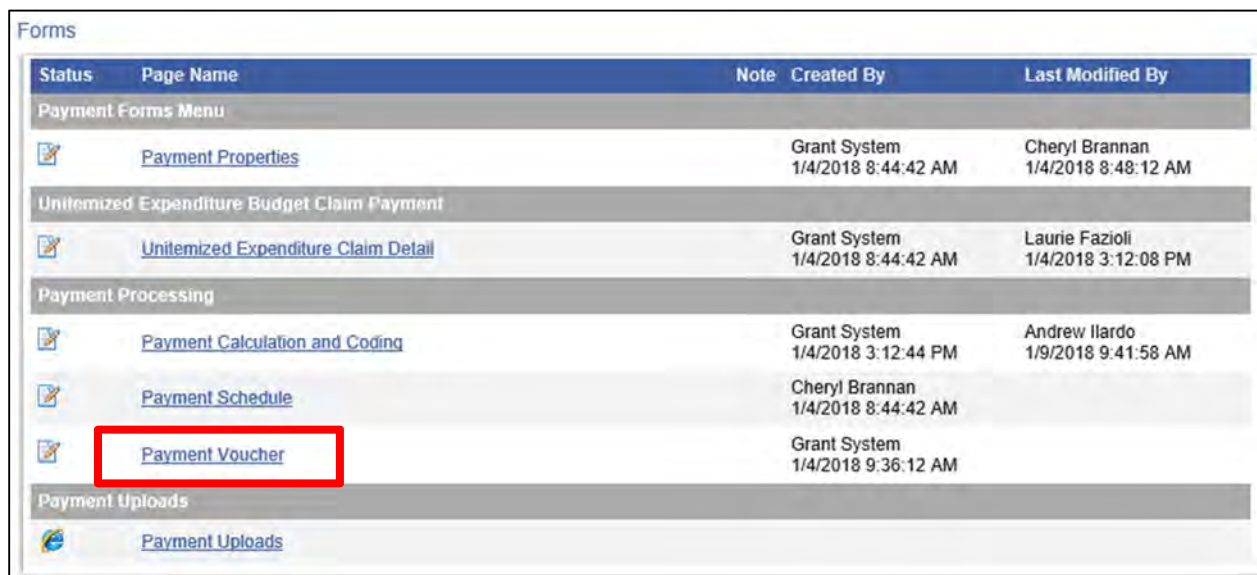 Forms
Status Page Name Note Created By Last Modified By
Payment Forms Menu
Payment Properties Grant System Cheryl Brannan
1/4/2018 8:44:42 AM 1/4/2018 8:48:12 AM
Unitemized Expenditure Budget Claim Payment
Unitemized Expenditure Claim Detail Grant System Laurie Fazioli
1/4/2018 8:44:42 AM 1/4/2018 3:12:08 PM
Payment Processing
Payment Calculation and Coding Grant System Andrew Ilardo
1/4/2018 3:12:44 PM 1/9/2018 9:41:58 AM
Payment Schedule Cheryl Brannan
1/4/2018 8:44:42 AM
Payment Voucher Grant System
1/4/2018 9:36:12 AM
Payment Uploads
Payment Uploads